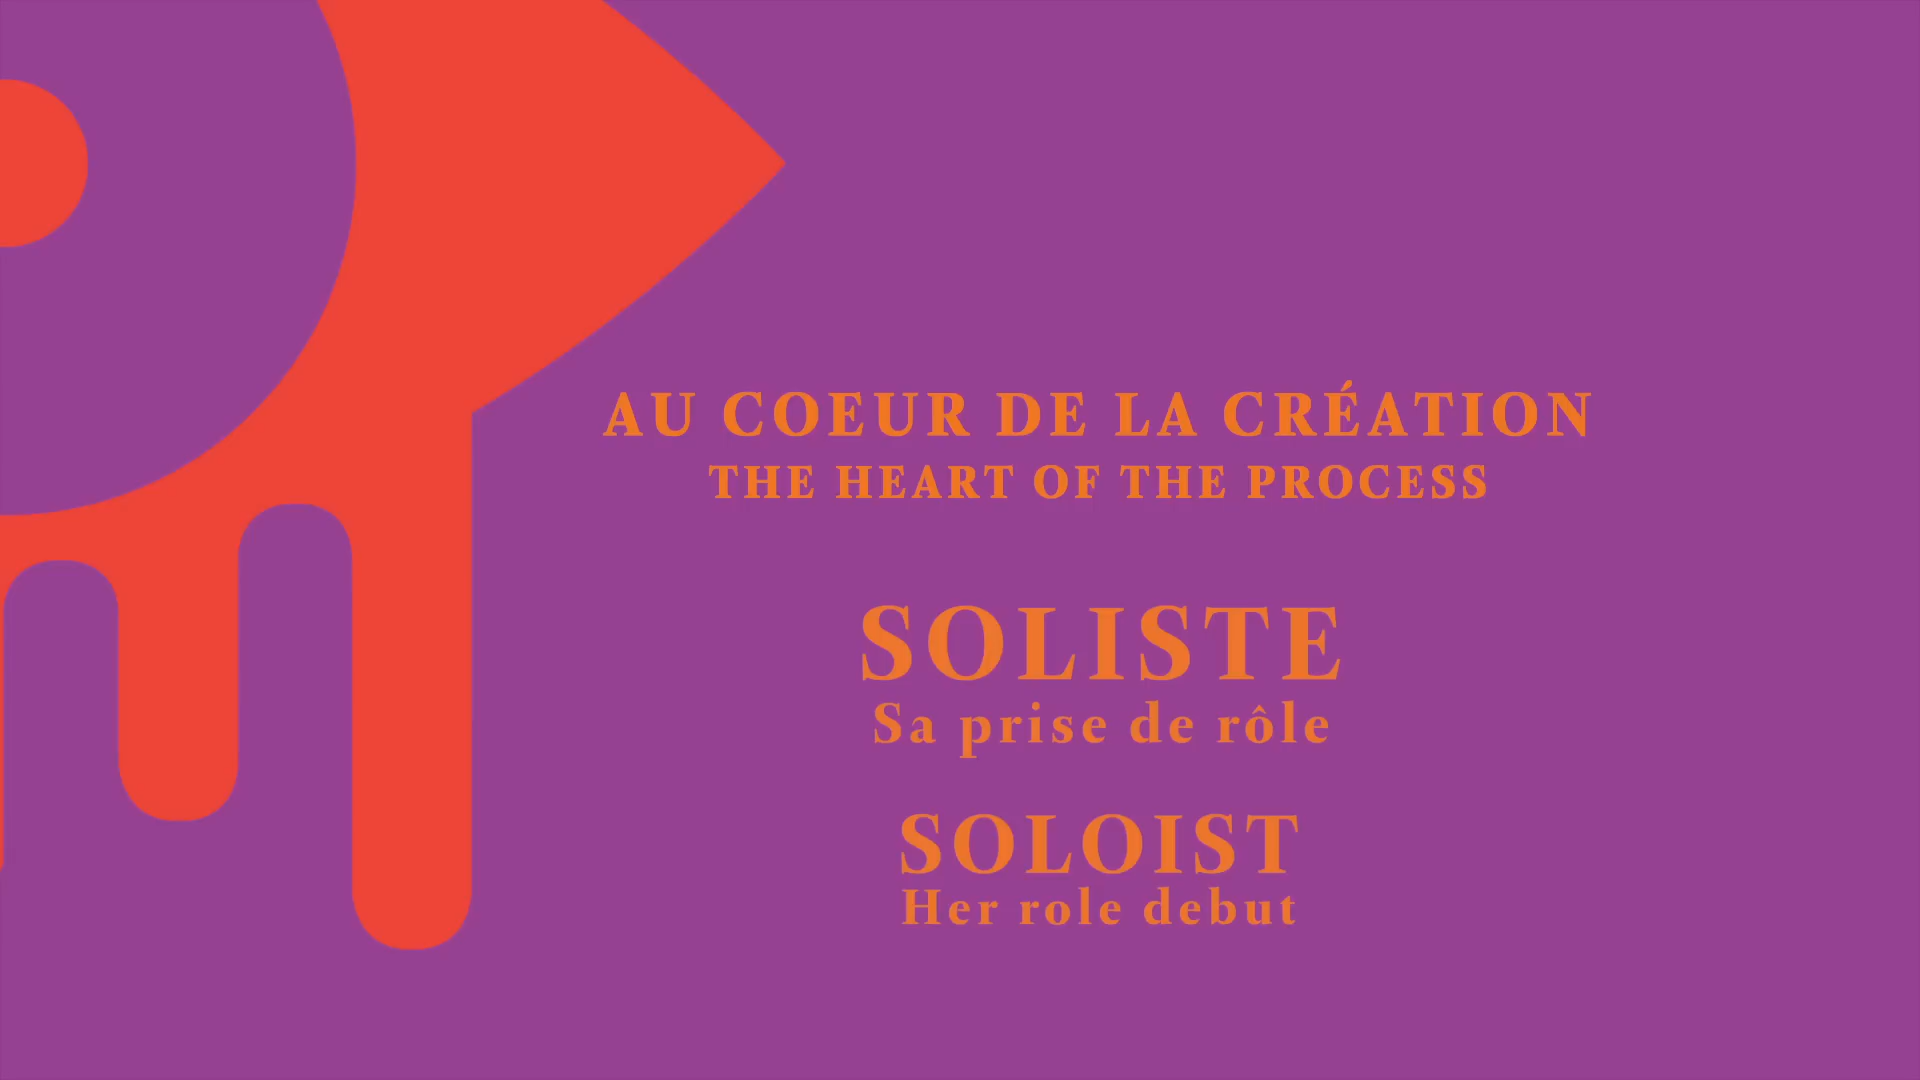 AU COEUR DE LA CRÉATION
THE HEART OF THE PROCESS
SOLISTE
Sa prise de rôle
SOLOIST
Her role debut